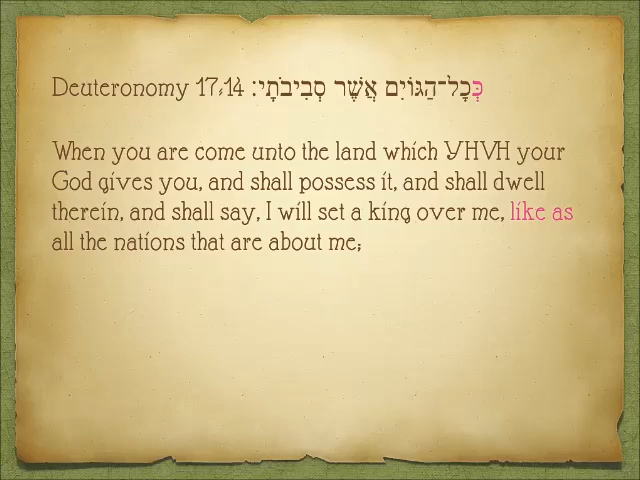 Deuteronomy 17:14 כְּכָל־הַגּוֹיִם אֲשֶׁר סְבִיבֹתָי׃
When you are come unto the land which YHVH your
God gives you, and shall possess it, and shall dwell
therein, and shall say, I will set a king over me, like as
all the nations that are about me;